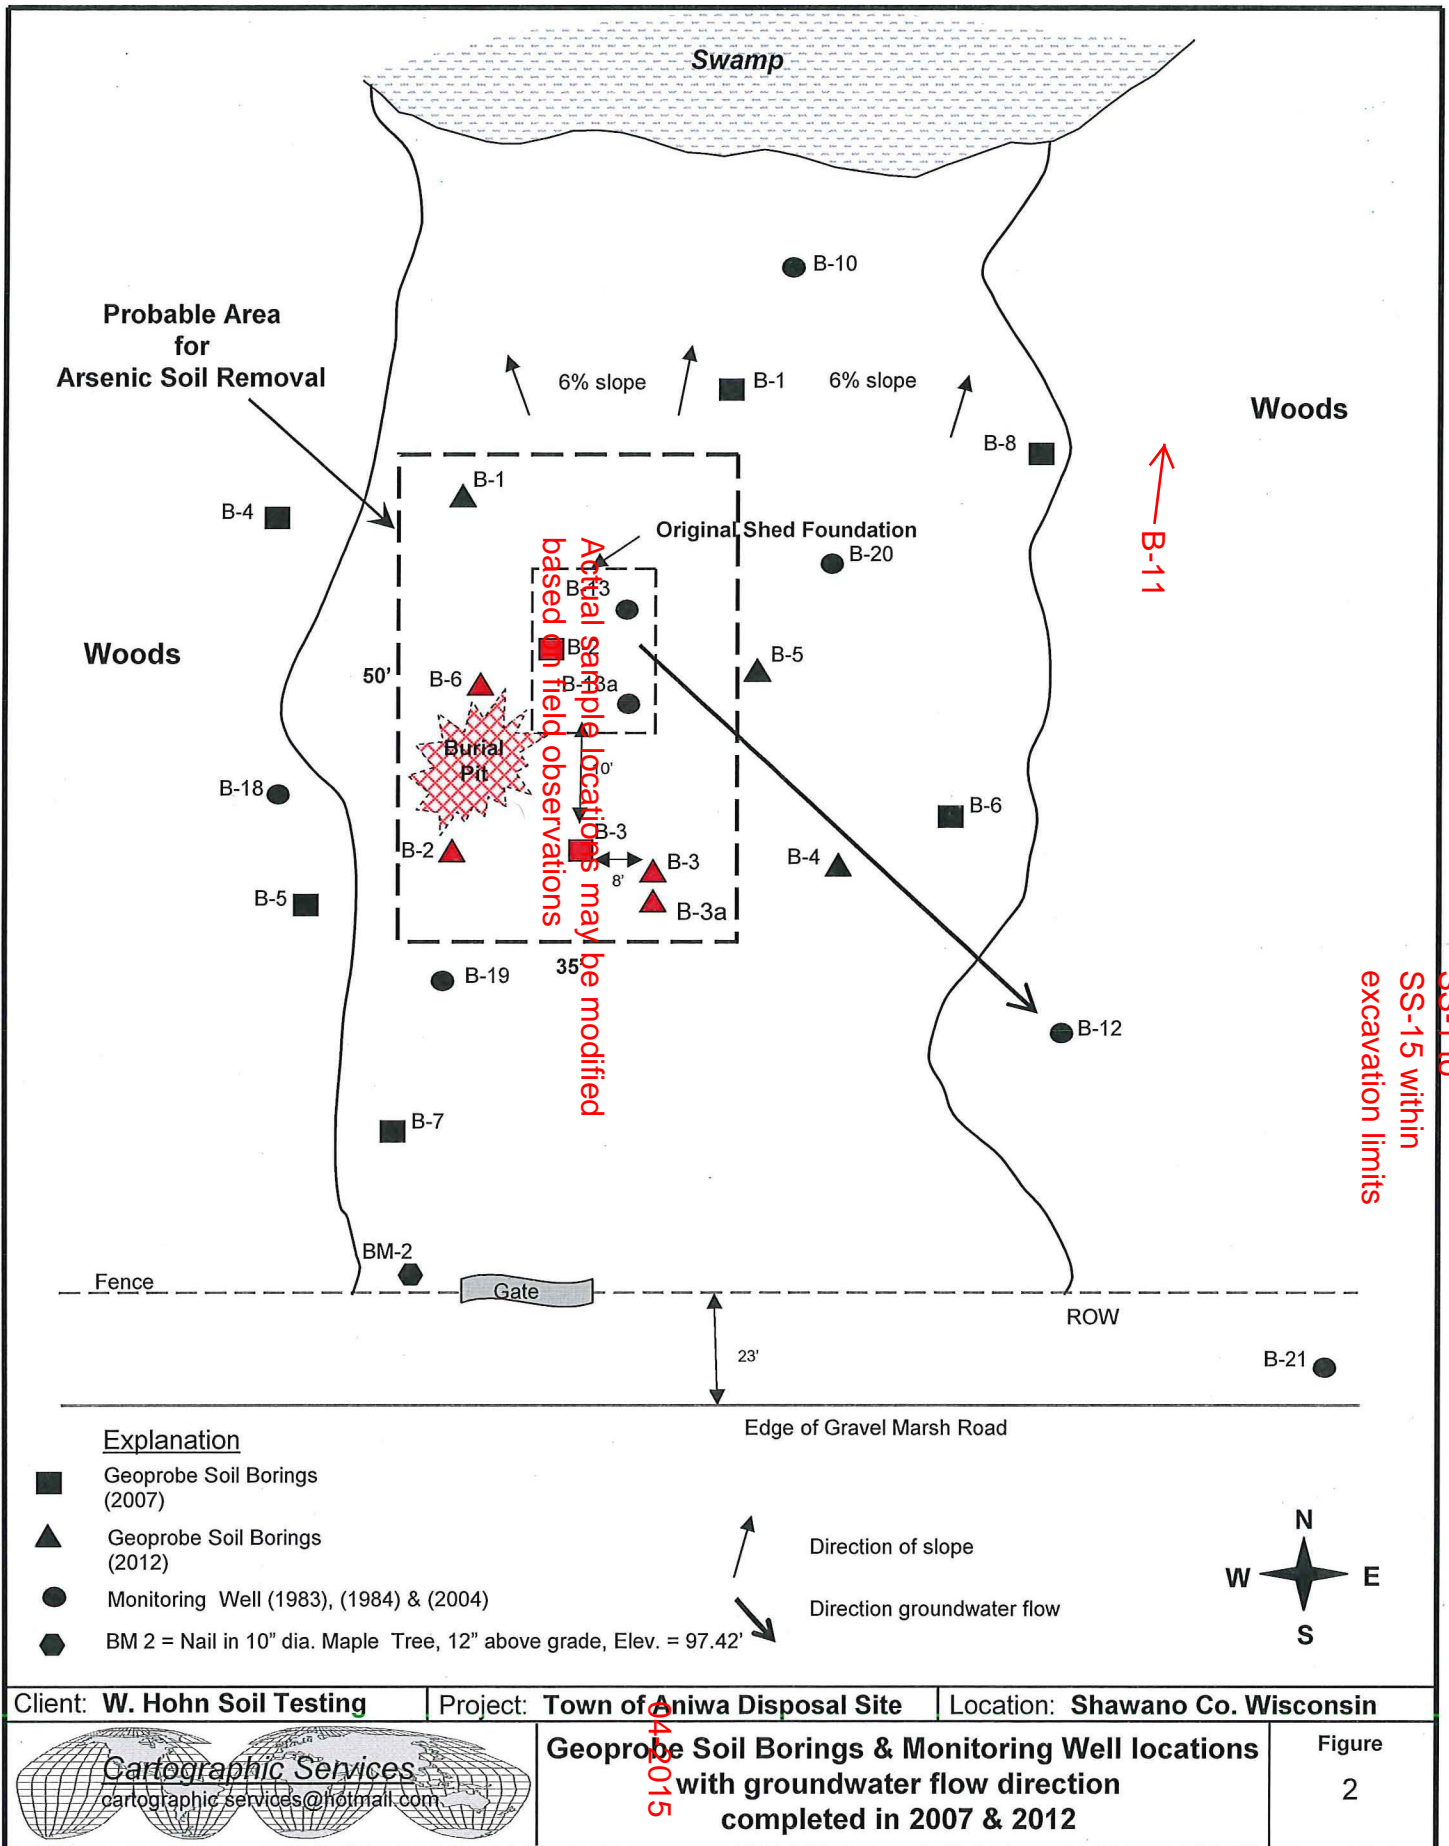 Swamp
B-10
Probable Area
for
Arsenic Soil Removal
6% slope
B-1
6% slope
Woods
B-8
B-1
B-4
Original Shed Foundation
B-20
B-11
B-13
Woods
B-2
B-5
50'
B-6
B-13a
Burial
Pit
10'
B-18
B-6
B-3
B-2
B-3
B-4
8'
B-5
B-3a
35'
B-19
B-12
Actual sample locations may be modified
based on field observations
SS-15 within
excavation limits
B-7
BM-2
Fence
Gate
ROW
23'
B-21
Edge of Gravel Marsh Road
Explanation
Geoprobe Soil Borings
(2007)
Geoprobe Soil Borings
(2012)
Monitoring Well (1983), (1984) & (2004)
BM 2 = Nail in 10” dia. Maple Tree, 12” above grade, Elev. = 97.42'
Direction of slope
Direction groundwater flow
N
W E
S
Client: W. Hohn Soil Testing
Project: Town of Aniwa Disposal Site
Location: Shawano Co. Wisconsin
Cartographic Services
cartographic services@hotmail.com
04-2015
Geoprobe Soil Borings & Monitoring Well locations
with groundwater flow direction
completed in 2007 & 2012
Figure
2